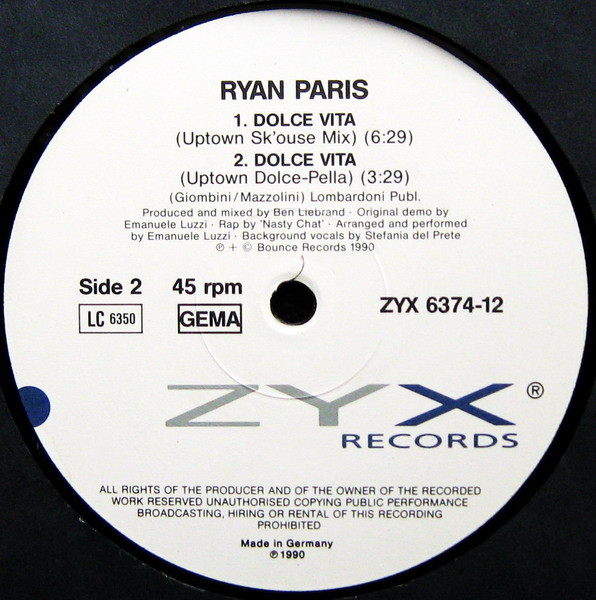 RYAN PARIS
1. DOLCE VITA
(Uptown Sk'ouse Mix) (6:29)
2. DOLCE VITA
(Uptown Dolce-Pella) (3:29)
(Giombini/Mazzolini) Lombardoni Publ.
Produced and mixed by Ben Liebrand · Original demo by
Emanuele Luzzi · Rap by 'Nasty Chat' · Arranged and performed
by Emanuele Luzzi · Background vocals by Stefania del Prete
℗ + © Bounce Records 1990
Side 2 45 rpm
LC 6350 GEMA
ZYX 6374-12
ZYX ®
RECORDS
ALL RIGHTS OF THE PRODUCER AND OF THE OWNER OF THE RECORDED
WORK RESERVED UNAUTHORISED COPYING PUBLIC PERFORMANCE
BROADCASTING, HIRING OR RENTAL OF THIS RECORDING
PROHIBITED
Made in Germany
℗ 1990